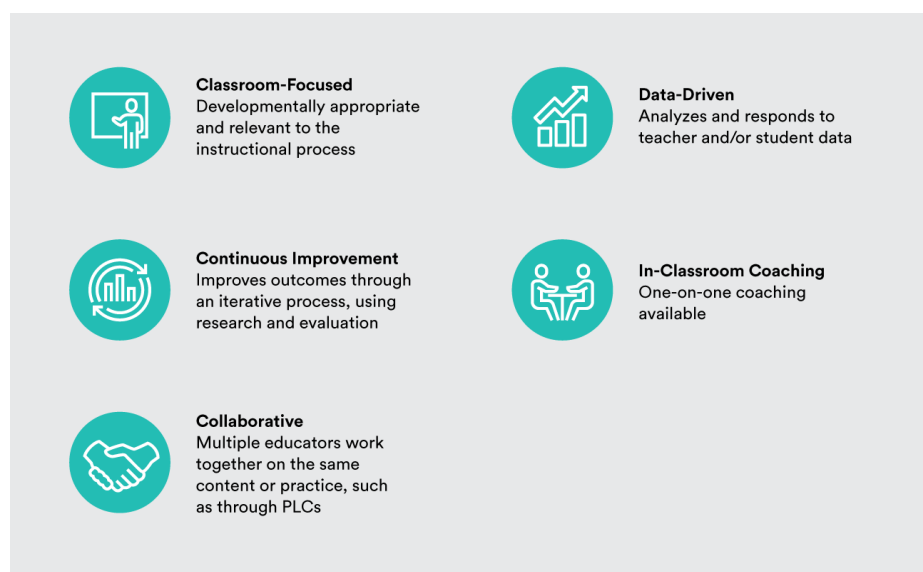 Classroom-Focused
Developmentally appropriate
and relevant to the
instructional process
Data-Driven
Analyzes and responds to
teacher and/or student data
Continuous Improvement
Improves outcomes through
an iterative process, using
research and evaluation
In-Classroom Coaching
One-on-one coaching
available
Collaborative
Multiple educators work
together on the same
content or practice, such
as through PLCs